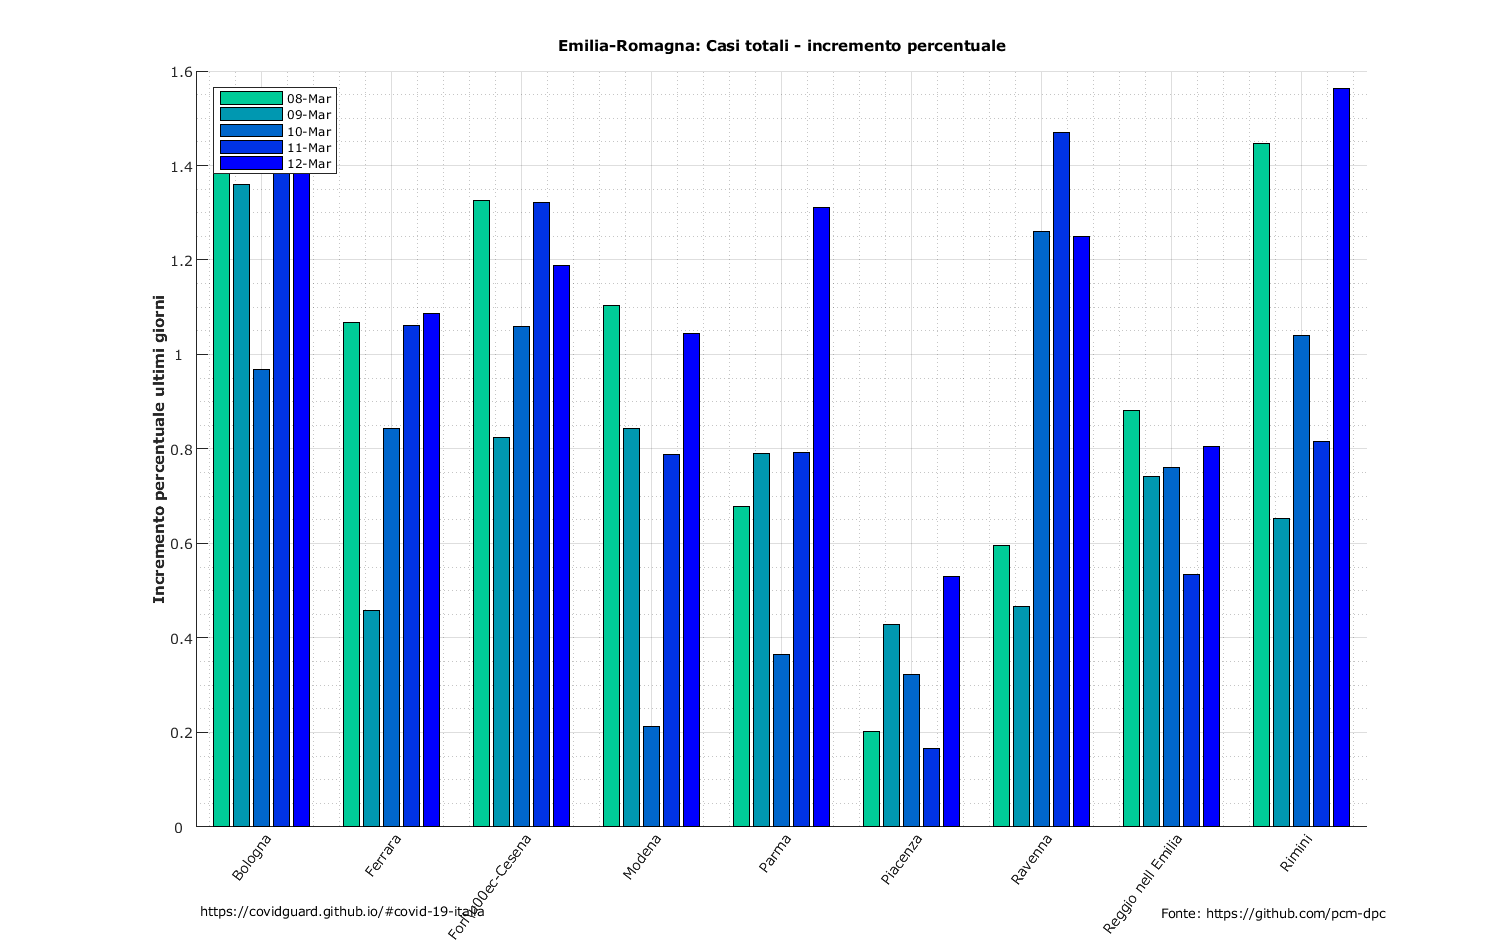 Emilia-Romagna: Casi totali - incremento percentuale
Incremento percentuale ultimi giorni
1.6
1.4
1.2
1
0.8
0.6
0.4
0.2
0
08-Mar
09-Mar
10-Mar
11-Mar
12-Mar
Bologna
Ferrara
Forl\u00ec-Cesena
Modena
Parma
Piacenza
Ravenna
Reggio nell Emilia
Rimini
https://covidguard.github.io/#covid-19-italia
Fonte: https://github.com/pcm-dpc